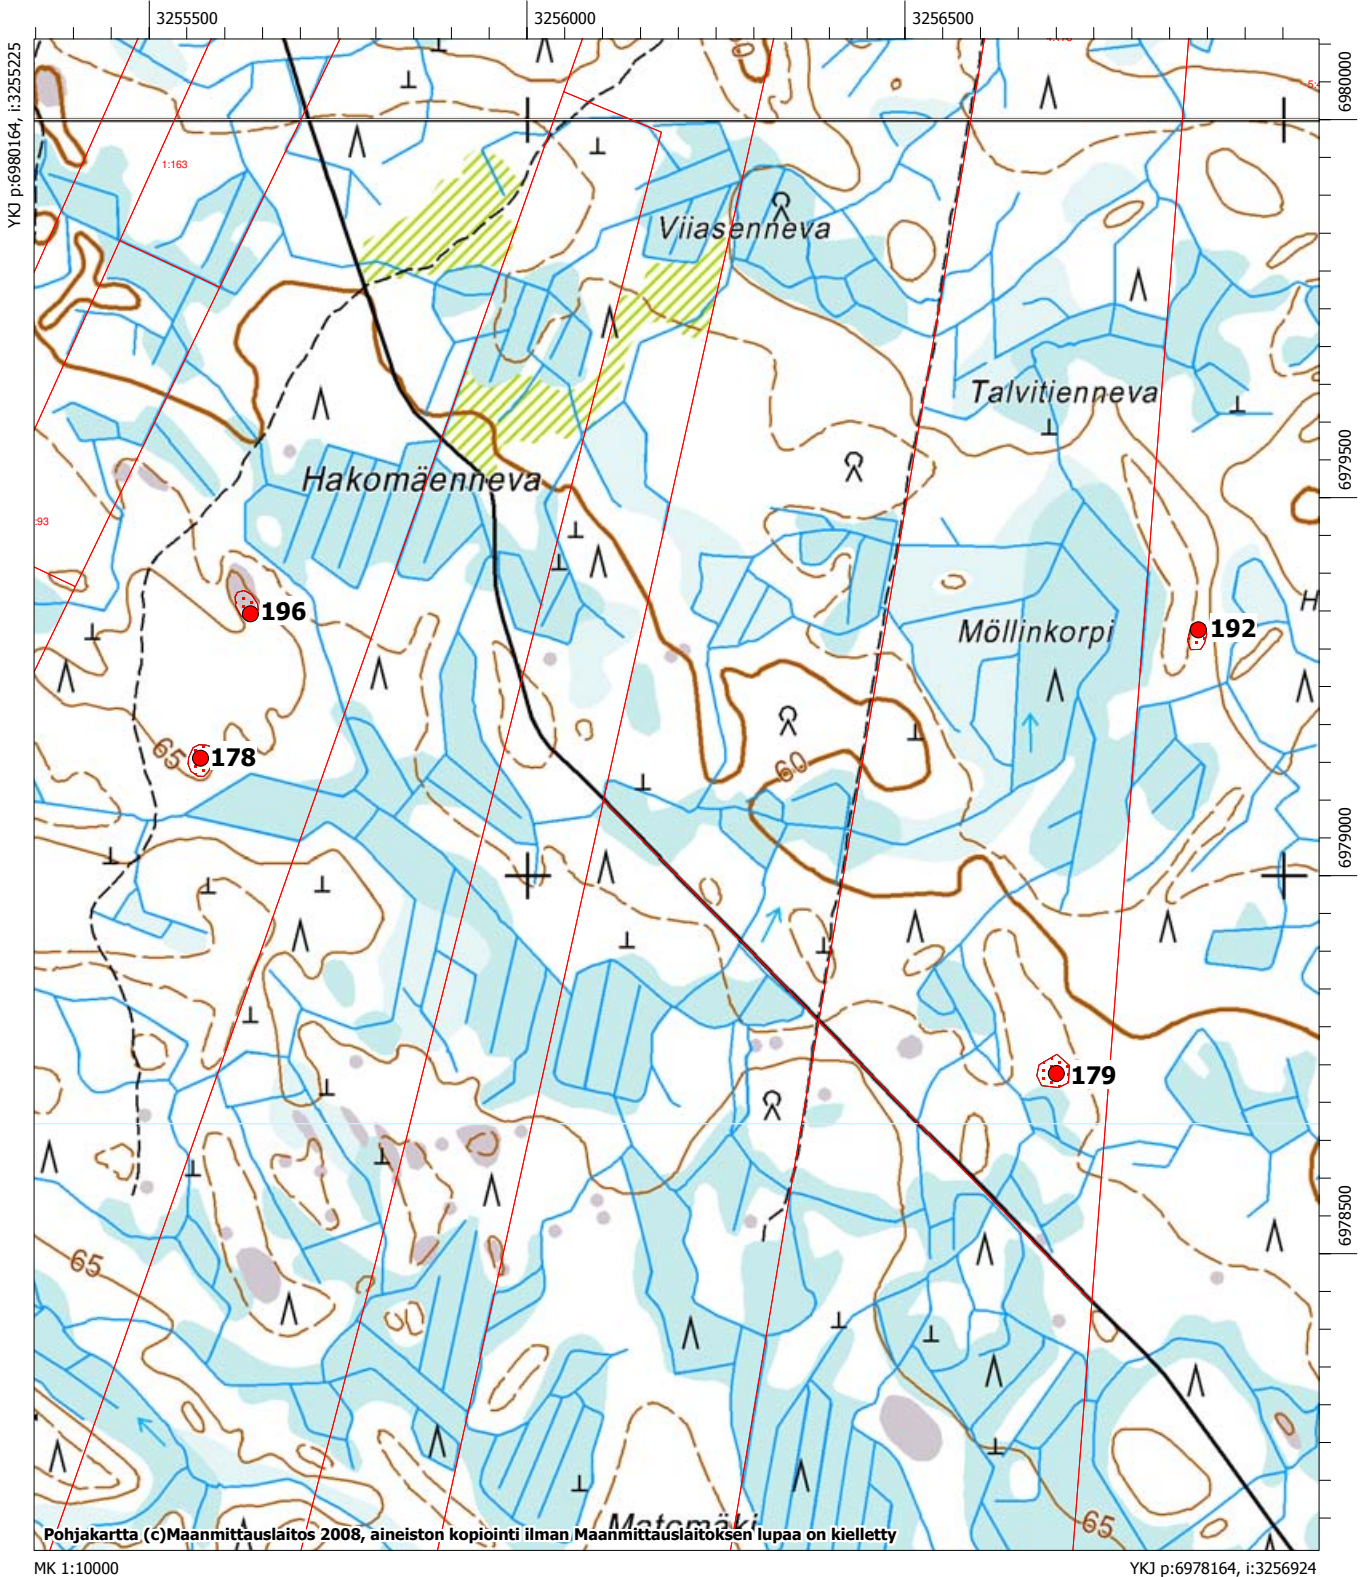 3255500
3256000
3256500
YKJ p:6980164, i:3255225
6980000
1:163
Viiasenneva
Talvitienneva
6979500
Hakomäenneva
:93
196
Möllinkorpi
H
192
65
178
60
6979000
179
6978500
65
Matomäki
65
Pohjakartta (c)Maanmittauslaitos 2008, aineiston kopiointi ilman Maanmittauslaitoksen lupaa on kielletty
MK 1:10000
YKJ p:6978164, i:3256924